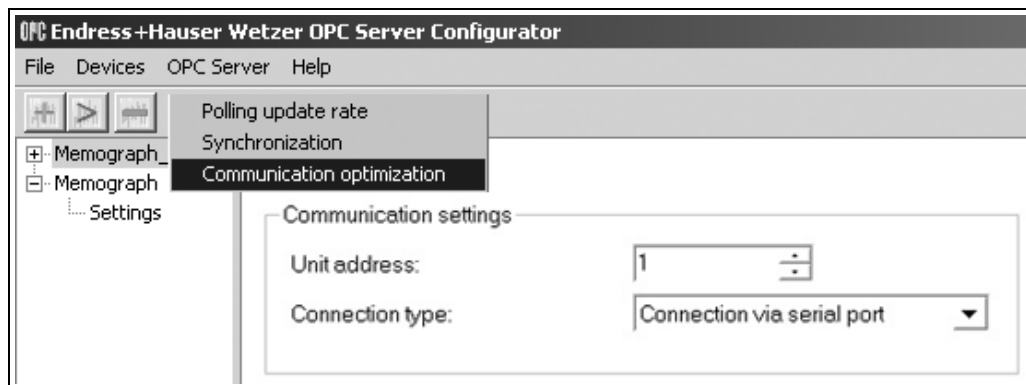 OPC Endress+Hauser Wetzer OPC Server Configurator
File Devices OPC Server Help
Polling update rate
Synchronization
Communication optimization
Memograph_
Memograph
Settings
Communication settings
Unit address: 1
Connection type: Connection via serial port